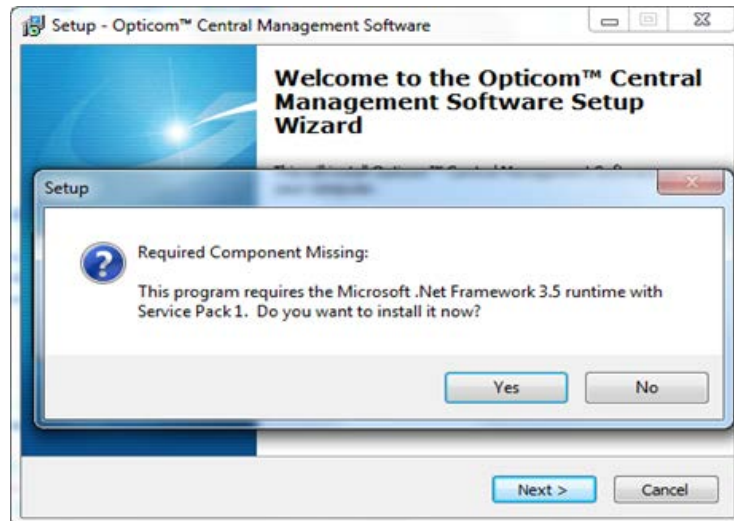 Setup - Opticom™ Central Management Software
Welcome to the Opticom™ Central
Management Software Setup
Wizard
Setup
Required Component Missing:
This program requires the Microsoft .Net Framework 3.5 runtime with
Service Pack 1. Do you want to install it now?
Yes
No
Next >
Cancel